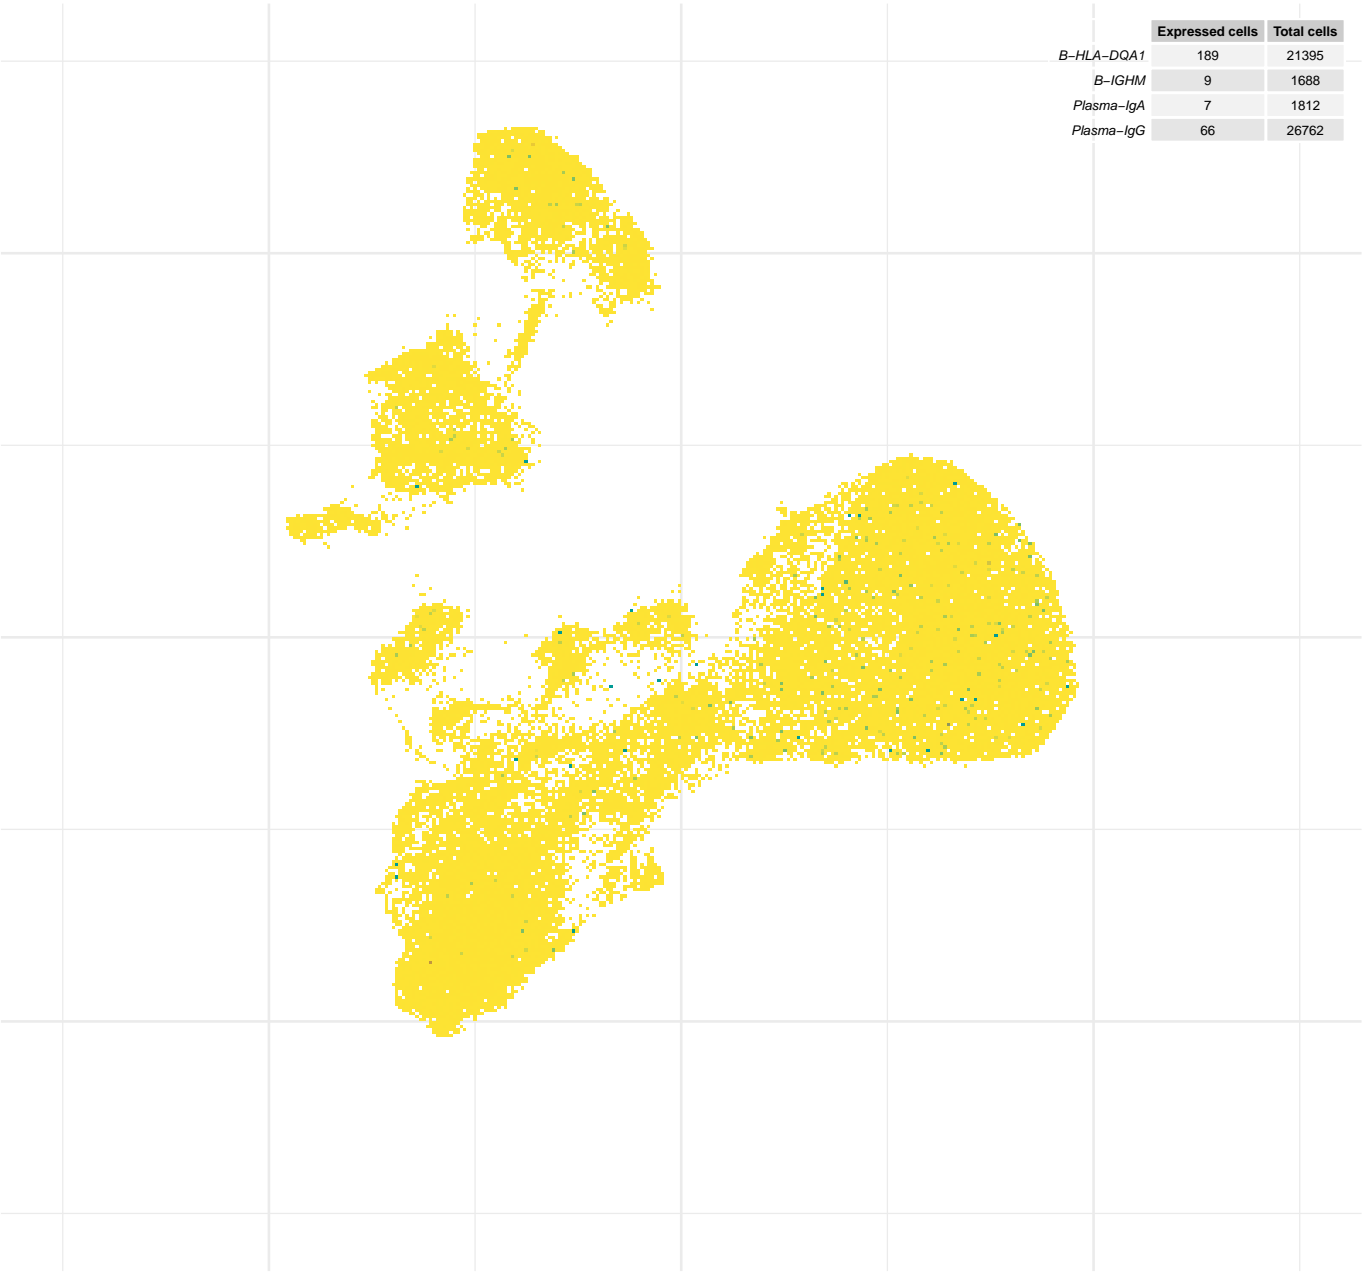 Expressed cells Total cells
B−HLA−DQA1 189 21395
B−IGHM 9 1688
Plasma−IgA 7 1812
Plasma−IgG 66 26762